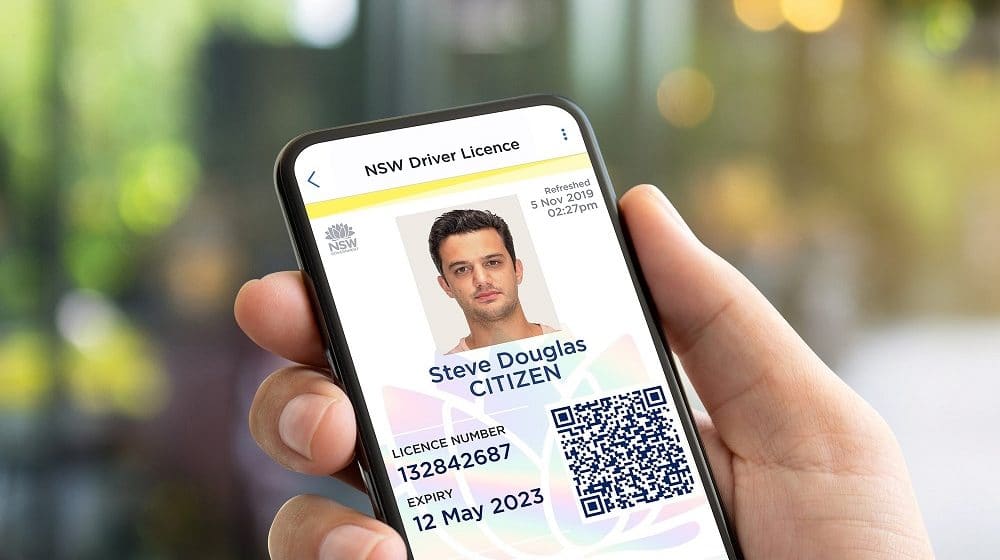 NSW Driver Licence
Refreshed
5 Nov 2019
02:27pm
NSW
GOVERNMENT
Steve Douglas
CITIZEN
LICENCE NUMBER
132842687
EXPIRY
12 May 2023